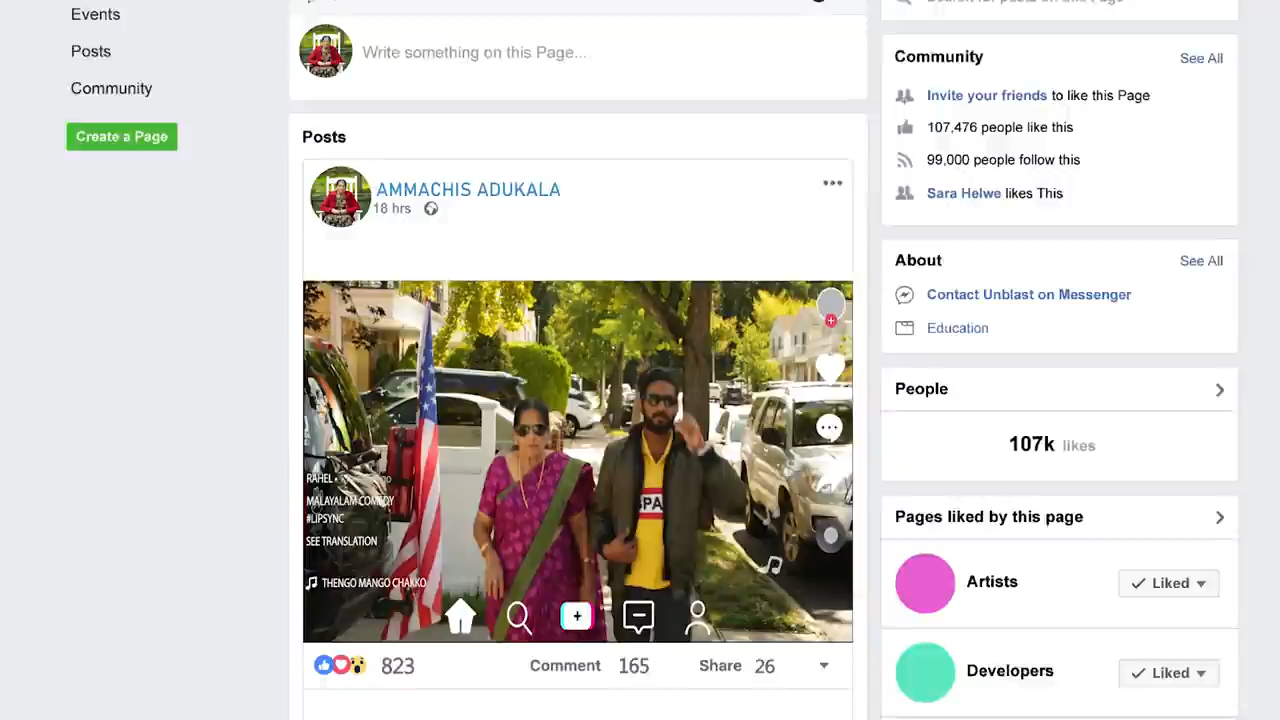 Events
Posts
Community
Create a Page
Write something on this Page...
Posts
AMMACHIS ADUKALA
18 hrs
RAHEL •
MALAYALAM COMEDY
#LIPSYNC
SEE TRANSLATION
THENGO MANGO CHAKKO
PA
823
Comment 165
Share 26
Community
See All
Invite your friends to like this Page
107,476 people like this
99,000 people follow this
Sara Helwe likes This
About
See All
Contact Unblast on Messenger
Education
People
107k likes
Pages liked by this page
Artists
Liked
Developers
Liked